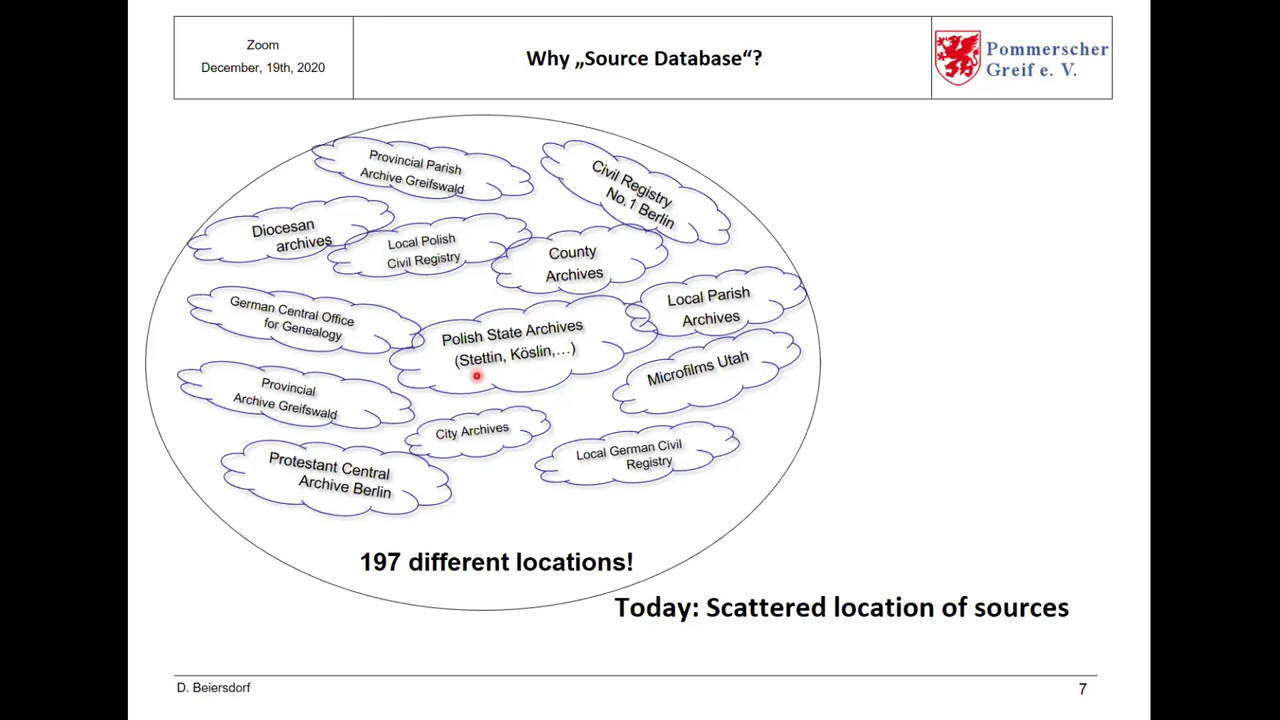 Zoom
December, 19th, 2020
Why „Source Database“?
Pommerscher
Greif e. V.
Provincial Parish
Archive Greifswald
Civil Registry
No.1 Berlin
Diocesan
archives
Local Polish
Civil Registry
County
Archives
German Central Office
for Genealogy
Polish State Archives
(Stettin, Köslin,...)
Local Parish
Archives
Microfilms Utah
Provincial
Archive Greifswald
City Archives
Local German Civil
Registry
Protestant Central
Archive Berlin
197 different locations!
Today: Scattered location of sources
D. Beiersdorf
7